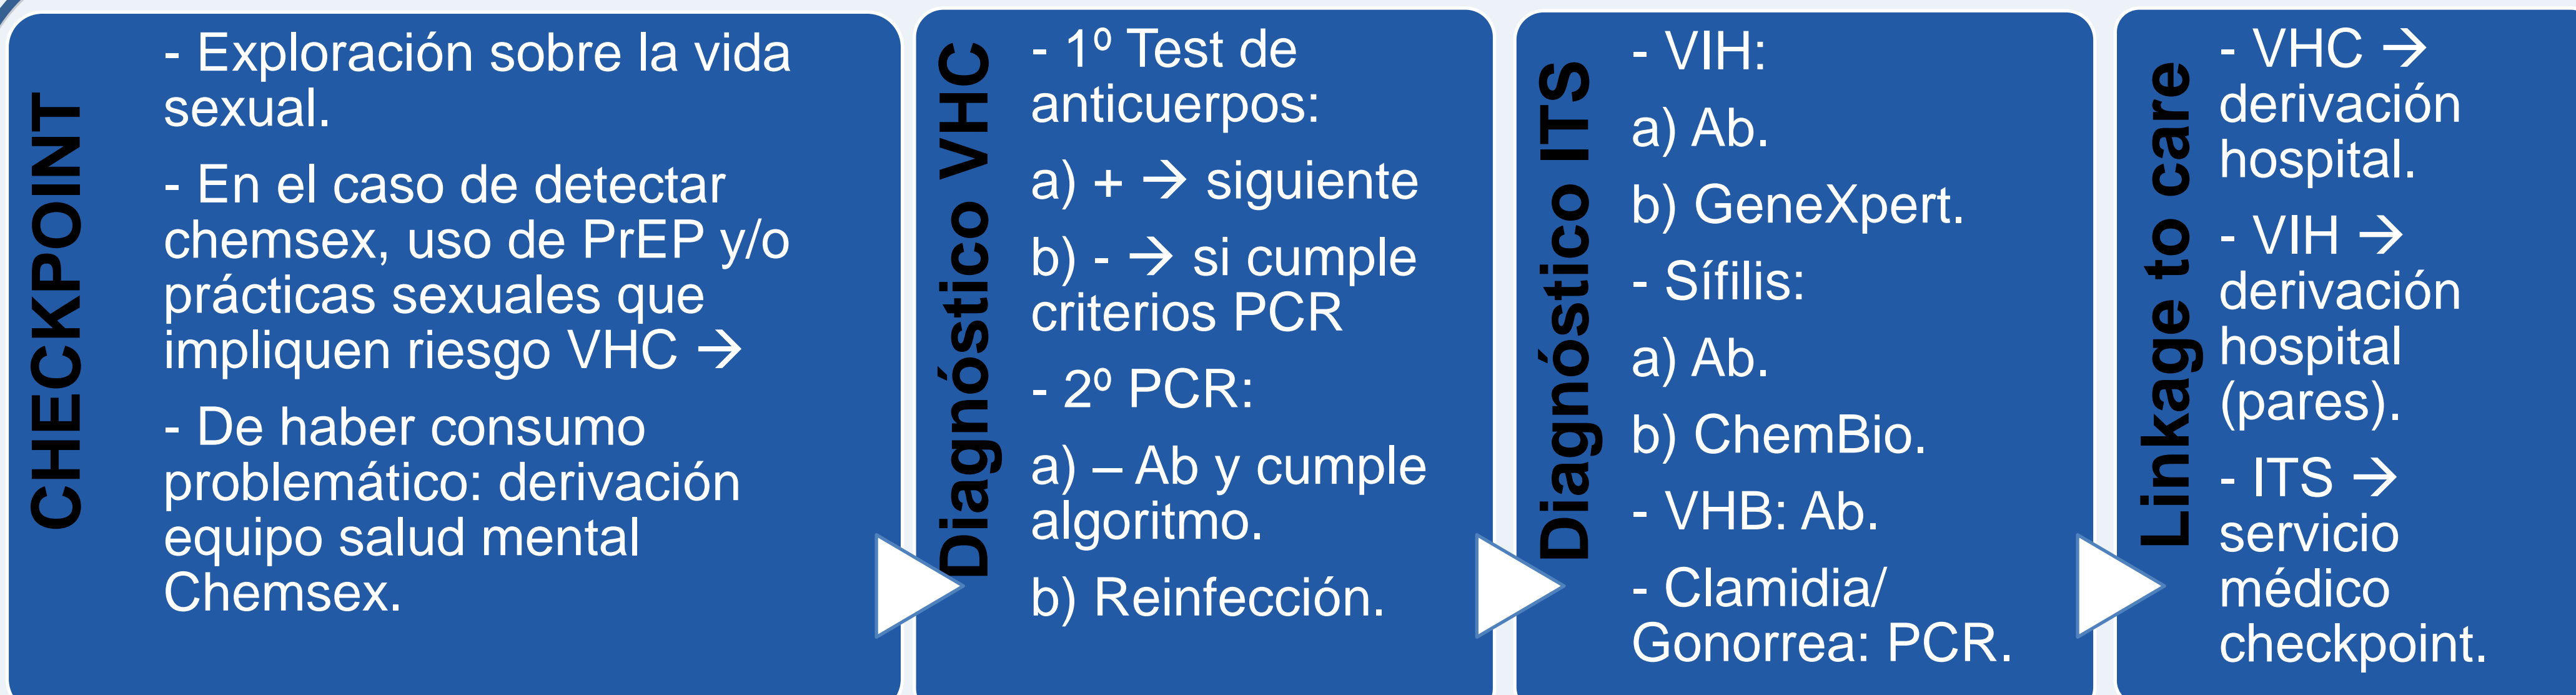 CHECKPOINT
- Exploración sobre la vida
sexual.
- En el caso de detectar
chemsex, uso de PrEP y/o
prácticas sexuales que
impliquen riesgo VHC →
- De haber consumo
problemático: derivación
equipo salud mental
Chemsex.
Diagnóstico VHC
- 1º Test de
anticuerpos:
a) + → siguiente
b) - → si cumple
criterios PCR
- 2º PCR:
a) – Ab y cumple
algoritmo.
b) Reinfección.
Diagnóstico ITS
- VIH:
a) Ab.
b) GeneXpert.
- Sífilis:
a) Ab.
b) ChemBio.
- VHB: Ab.
- Clamidia/
Gonorrea: PCR.
Linkage to care
- VHC →
derivación
hospital.
- VIH →
derivación
hospital
(pares).
- ITS →
servicio
médico
checkpoint.